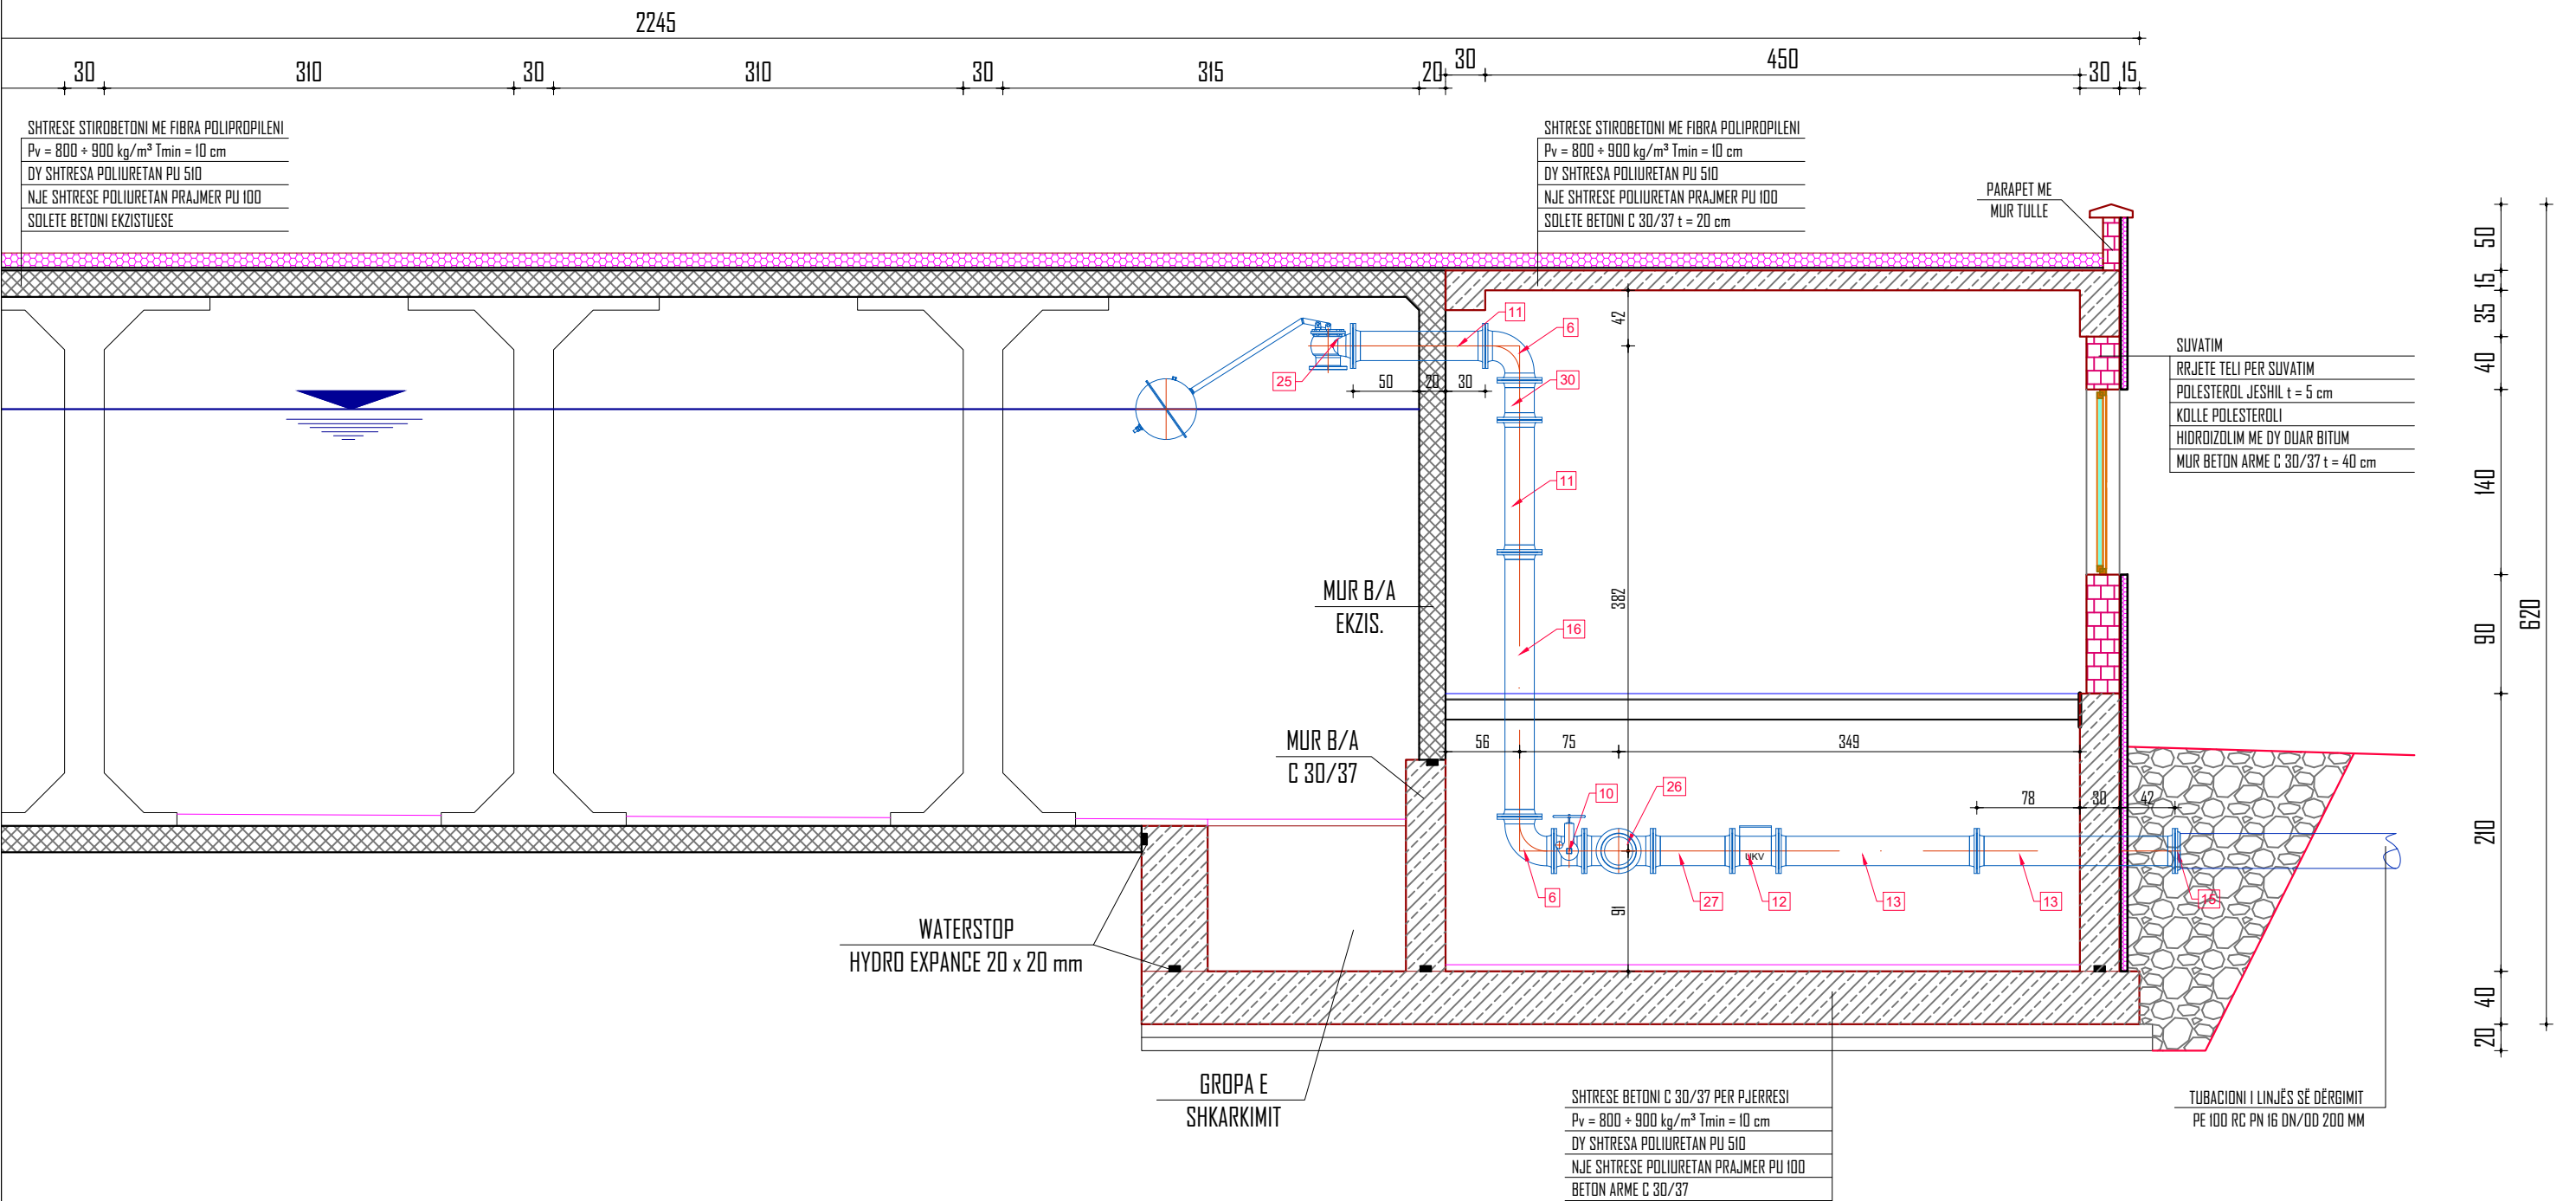 2245
30 310 30 310 30 315 20 30 450 30 15
SHTRESE STIROBETONI ME FIBRA POLIPROPILENI
Pv = 800 ÷ 900 kg/m³ Tmin = 10 cm
DY SHTRESA POLIURETAN PU 510
NJE SHTRESE POLIURETAN PRAJMER PU 100
SOLETE BETONI EKZISTUESE
SHTRESE STIROBETONI ME FIBRA POLIPROPILENI
Pv = 800 ÷ 900 kg/m³ Tmin = 10 cm
DY SHTRESA POLIURETAN PU 510
NJE SHTRESE POLIURETAN PRAJMER PU 100
SOLETE BETONI C 30/37 t = 20 cm
PARAPET ME
MUR TULLE
50
15
35
40
140
90
210
40
20
620
SUVATIM
RRJETE TELI PER SUVATIM
POLESTEROL JESHIL t = 5 cm
KOLLE POLESTEROLI
HIDROIZOLIM ME DY DUAR BITUM
MUR BETON ARME C 30/37 t = 40 cm
42
11
6
25
50 20 30
30
11
382
16
MUR B/A
EKZIS.
MUR B/A
C 30/37
56 75 349
10
26
78 30 42
UKV
6
27
12
13
13
15
91
WATERSTOP
HYDRO EXPANCE 20 x 20 mm
GROPA E
SHKARKIMIT
SHTRESE BETONI C 30/37 PER PJERRESI
Pv = 800 ÷ 900 kg/m³ Tmin = 10 cm
DY SHTRESA POLIURETAN PU 510
NJE SHTRESE POLIURETAN PRAJMER PU 100
BETON ARME C 30/37
TUBACIONI I LINJËS SË DËRGIMIT
PE 100 RC PN 16 DN/OD 200 MM